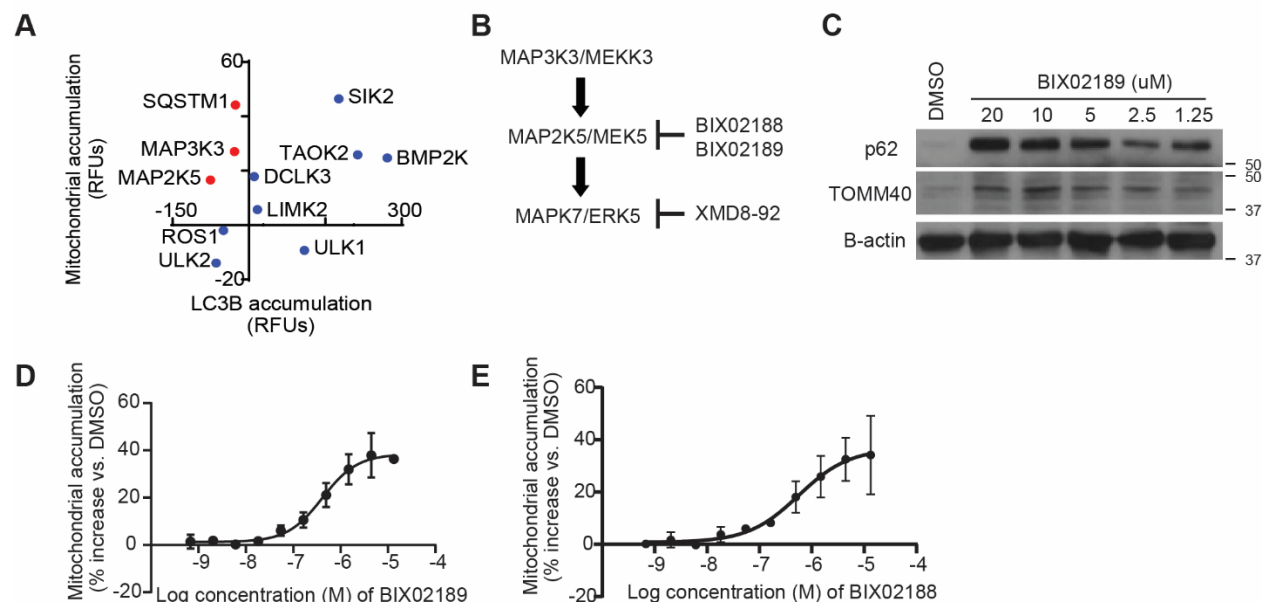 A
Mitochondrial accumulation
(RFUs)
60
SQSTM1
SIK2
MAP3K3
TAOK2
BMP2K
MAP2K5
DCLK3
LIMK2
-150
300
ROS1
ULK1
ULK2
-20
LC3B accumulation
(RFUs)
B
MAP3K3/MEKK3
MAP2K5/MEK5
BIX02188
BIX02189
MAPK7/ERK5
XMD8-92
C
DMSO
BIX02189 (uM)
20 10 5 2.5 1.25
p62
50
TOMM40
50
37
B-actin
37
D
Mitochondrial accumulation
(% increase vs. DMSO)
60
40
20
0
-20
-9 -8 -7 -6 -5 -4
Log concentration (M) of BIX02189
E
Mitochondrial accumulation
(% increase vs. DMSO)
60
40
20
0
-20
-9 -8 -7 -6 -5 -4
Log concentration (M) of BIX02188